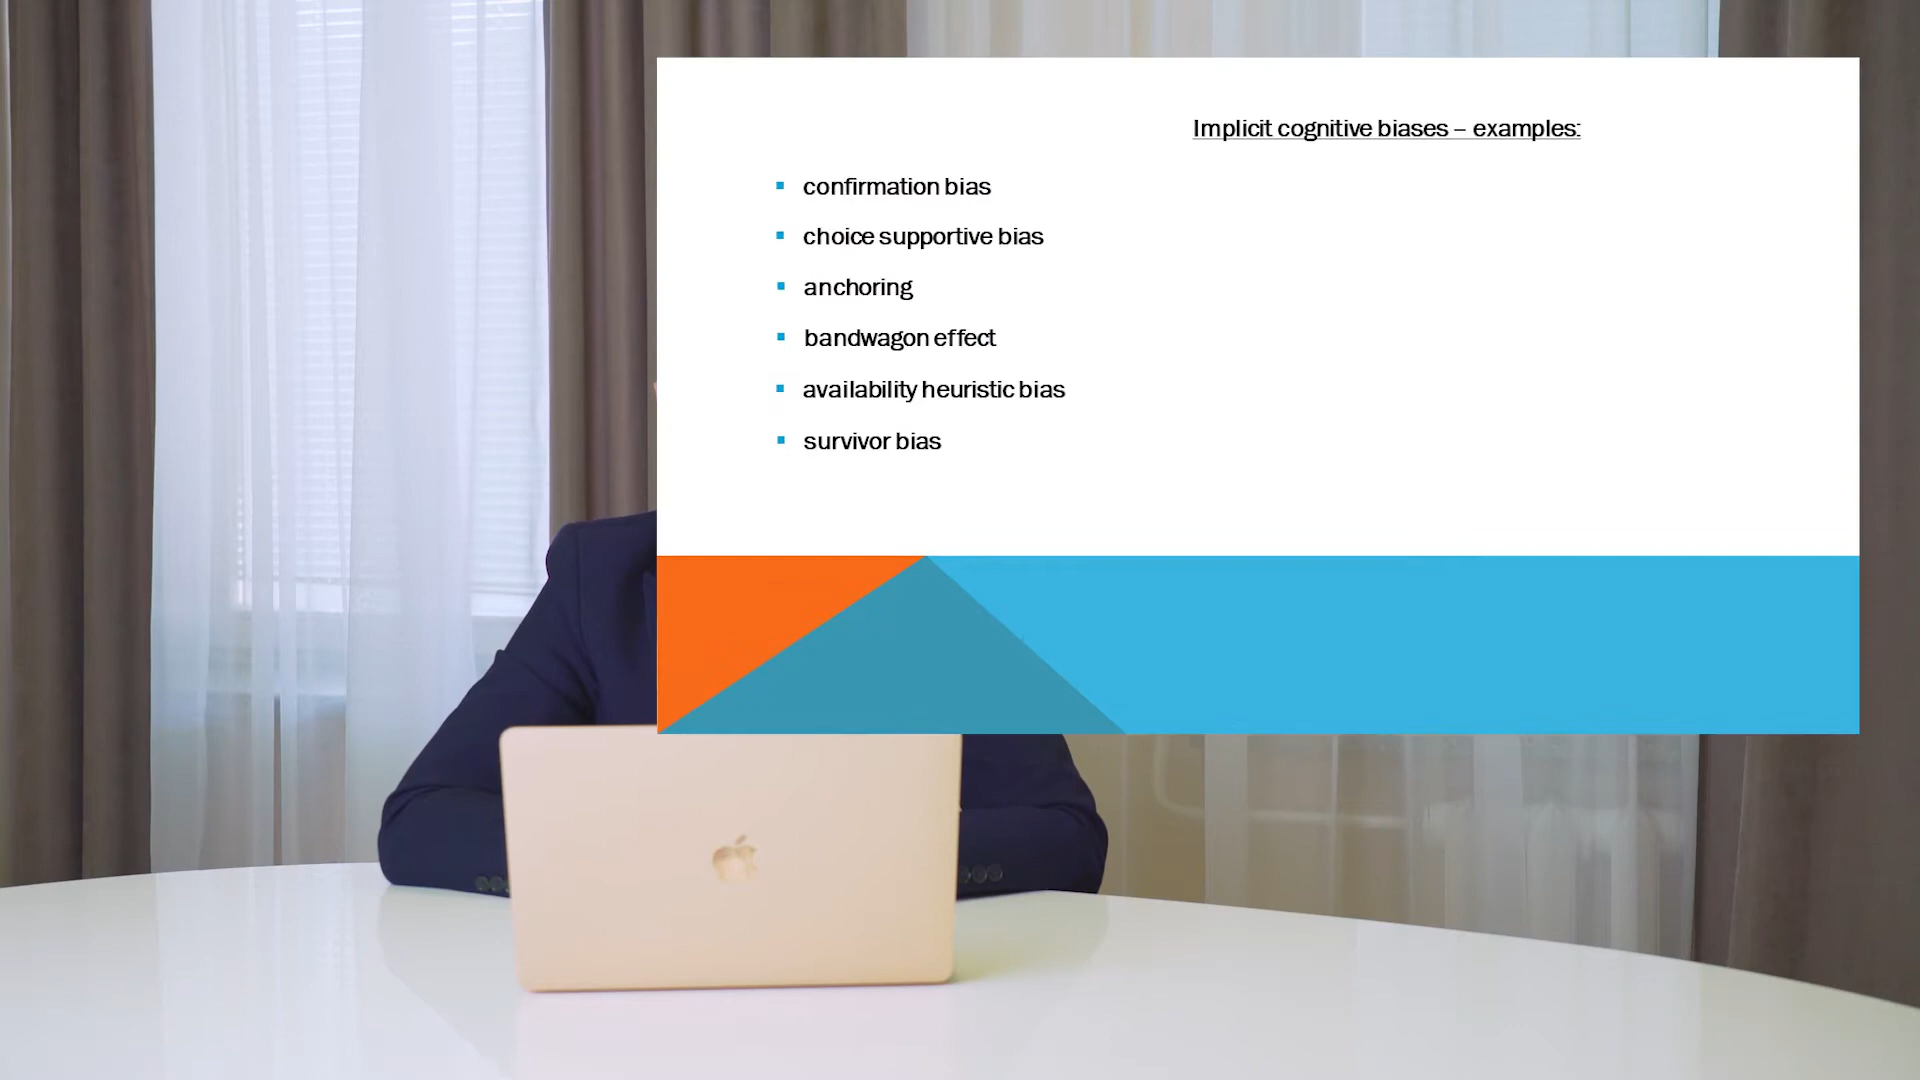 Implicit cognitive biases – examples:
confirmation bias
choice supportive bias
anchoring
bandwagon effect
availability heuristic bias
survivor bias